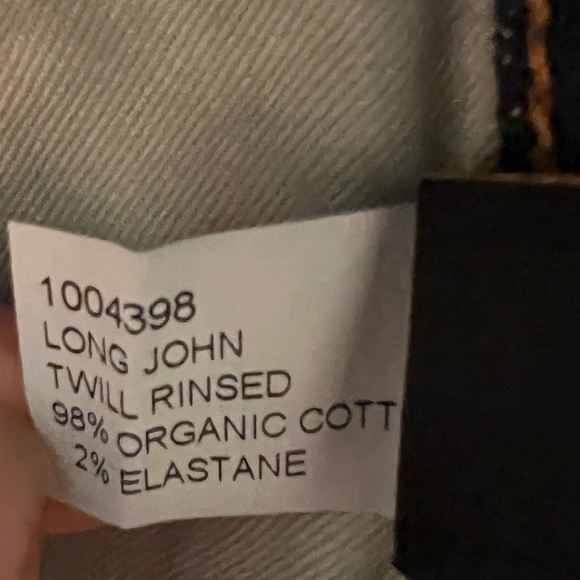 1004398
LONG JOHN
TWILL RINSED
98% ORGANIC COTT
2% ELASTANE